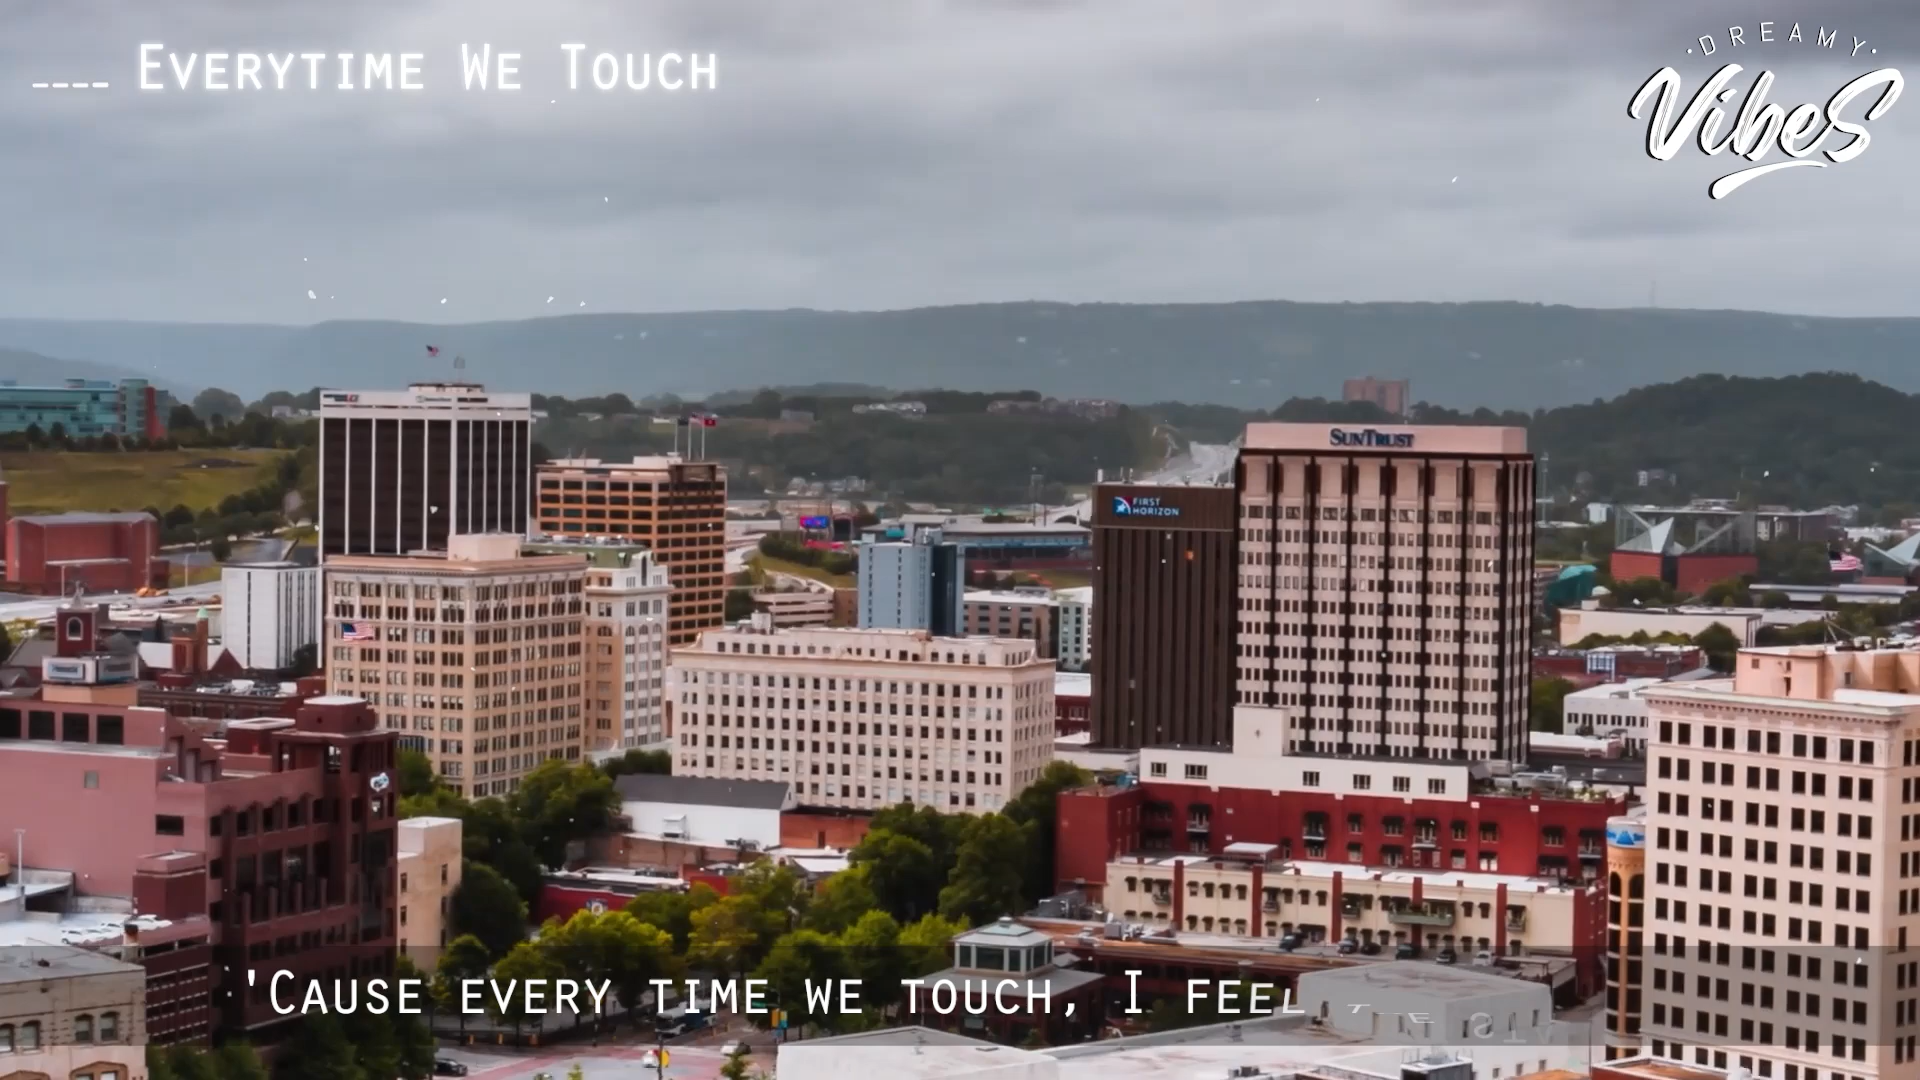 ---- Everytime We Touch
DREAMY
Vibes
SunTrust
FIRST
HORIZON
'Cause every time we touch, I feel